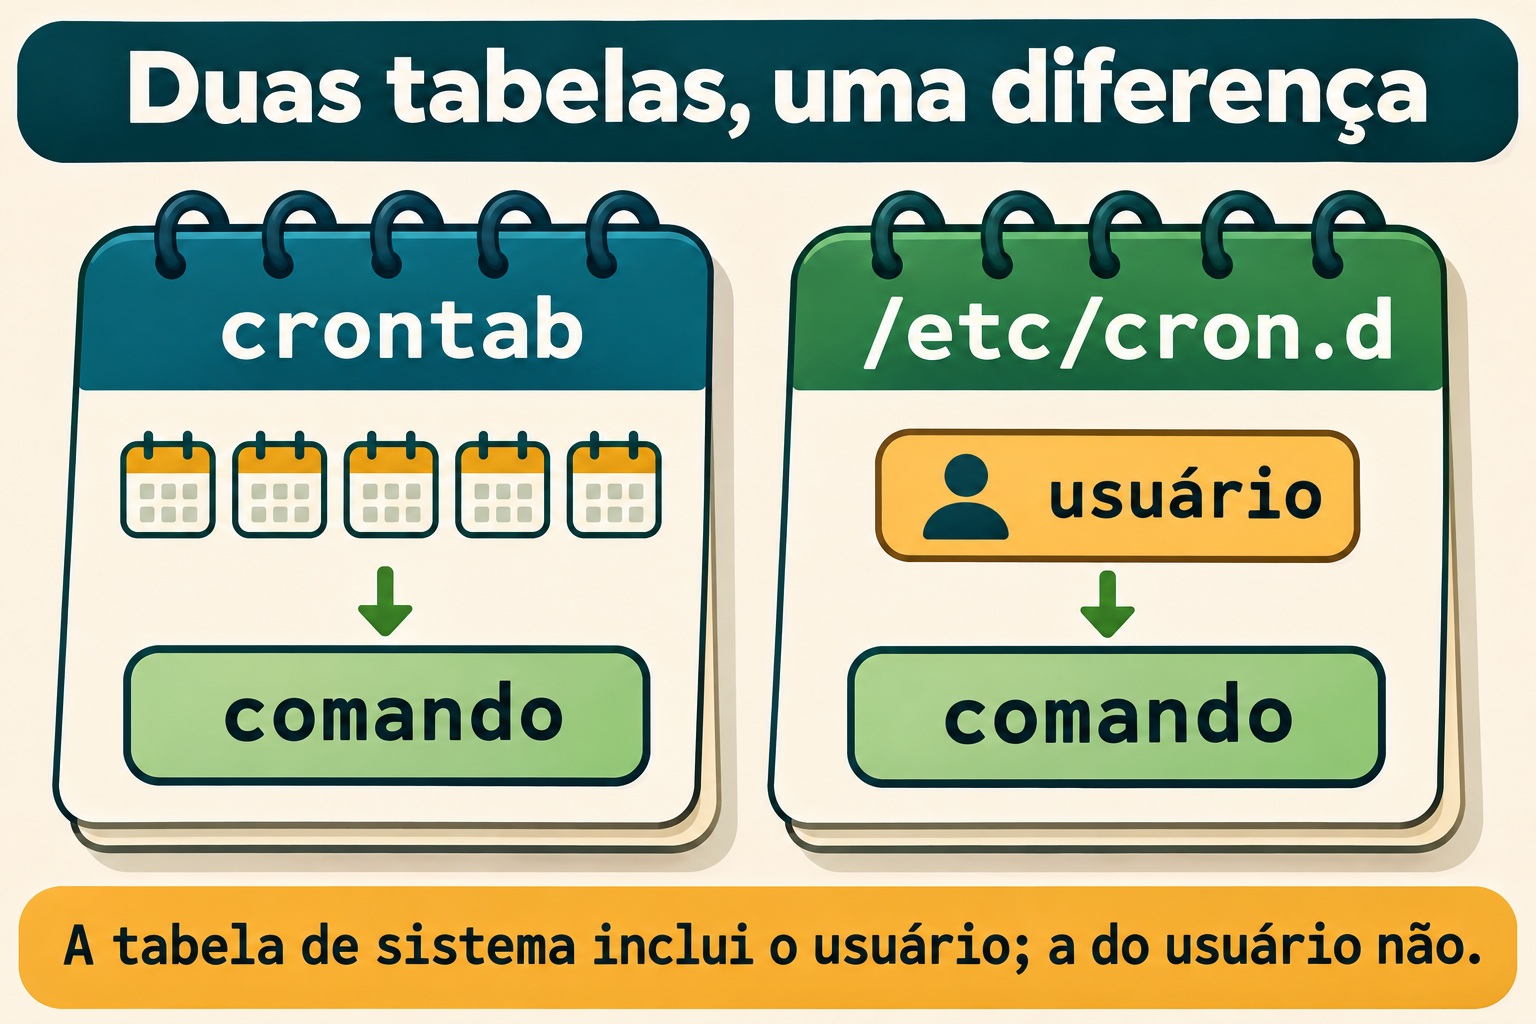 Duas tabelas, uma diferença
crontab
comando
/etc/cron.d
usuário
comando
A tabela de sistema inclui o usuário; a do usuário não.